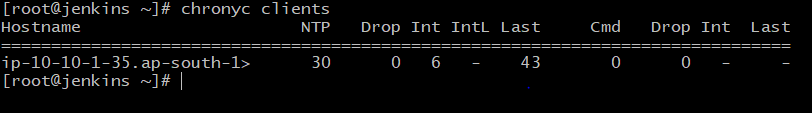 [root@jenkins ~]# chronyc clients
Hostname                      NTP   Drop Int IntL Last     Cmd   Drop Int  Last
===============================================================================
ip-10-10-1-35.ap-south-1>      30      0   6   -    43       0      0   -     -
[root@jenkins ~]#